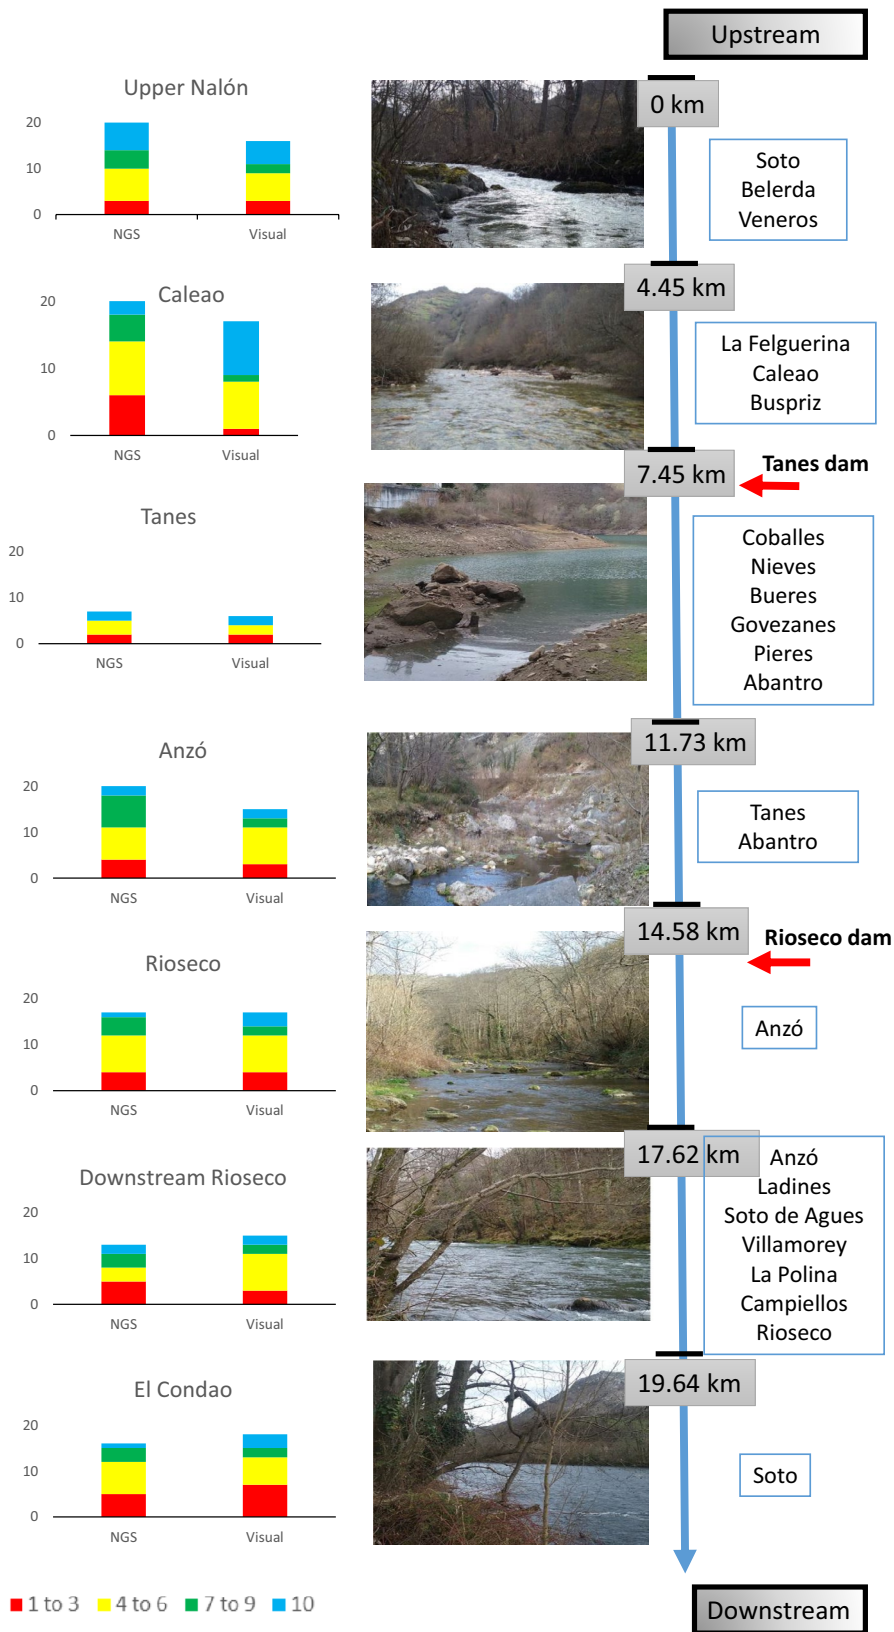 Upstream
Upper Nalón
20
10
0
NGS
Visual
0 km
Soto
Belerda
Veneros
Caleao
20
10
0
NGS
Visual
4.45 km
La Felguerina
Caleao
Buspriz
Tanes
20
10
0
NGS
Visual
7.45 km
Tanes dam
Coballes
Nieves
Bueres
Govezanes
Pieres
Abantro
Anzó
20
10
0
NGS
Visual
11.73 km
Tanes
Abantro
Rioseco
20
10
0
NGS
Visual
14.58 km
Rioseco dam
Anzó
Downstream Rioseco
20
10
0
NGS
Visual
17.62 km
Anzó
Ladines
Soto de Agues
Villamorey
La Polina
Campiellos
Rioseco
El Condao
20
10
0
NGS
Visual
19.64 km
Soto
1 to 3 4 to 6 7 to 9 10
Downstream